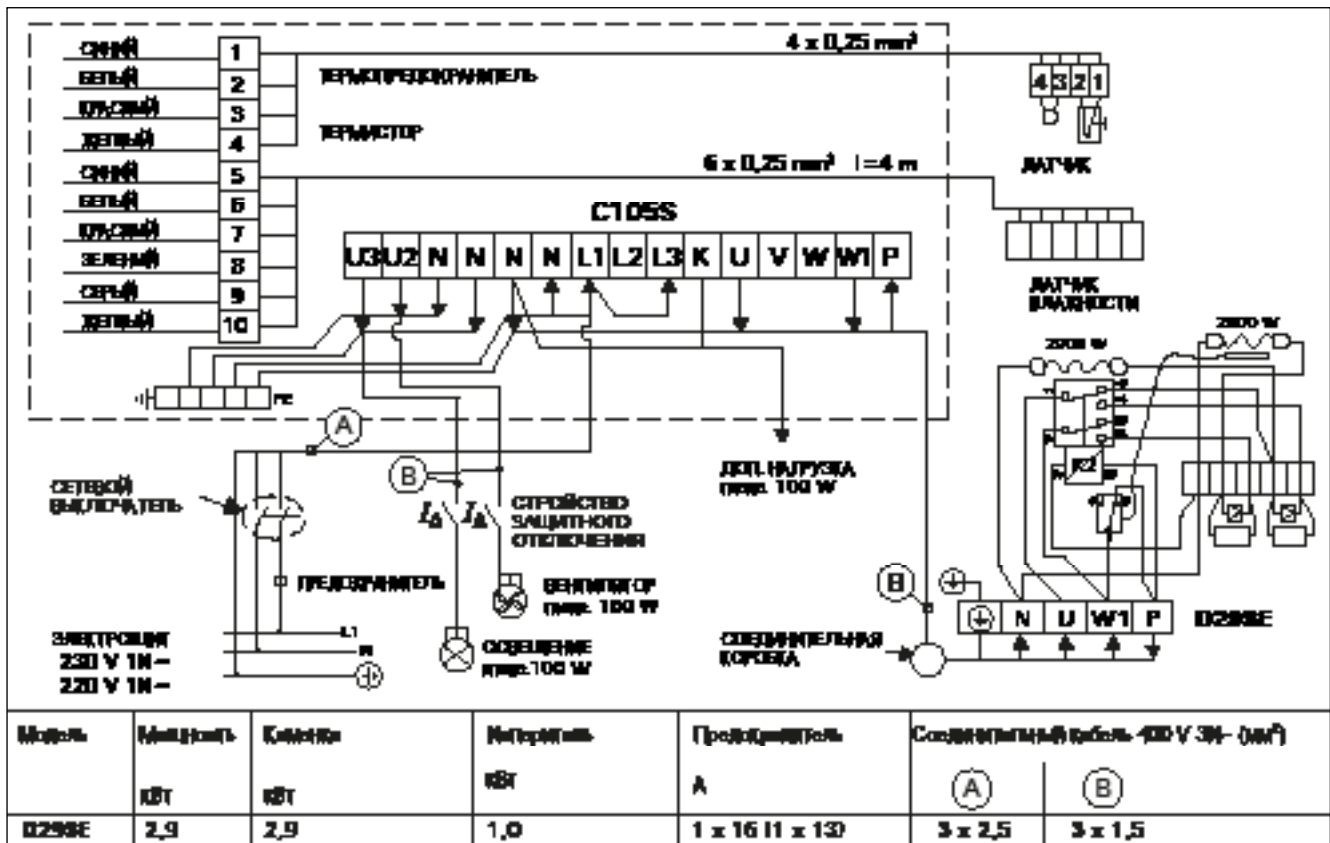 СИНИЙ 1
БЕЛЫЙ 2
КРАСНЫЙ 3
ЖЕЛТЫЙ 4
СИНИЙ 5
БЕЛЫЙ 6
КРАСНЫЙ 7
ЗЕЛЕНЫЙ 8
СЕРЫЙ 9
ЖЕЛТЫЙ 10
4 x 0,25 mm²
ТЕРМОПРЕДОХРАНИТЕЛЬ
ТЕРМИСТОР
4 3 2 1
ДАТЧИК
6 x 0,25 mm² l=4 m
C105S
U3 U2 N N N N L1 L2 L3 K U V W W1 P
ДАТЧИК
ВЛАЖНОСТИ
A
B
СЕТЕВОЙ
ВЫКЛЮЧАТЕЛЬ
ПРЕДОХРАНИТЕЛЬ
ЭЛЕКТРОЩИТ
230 V 1N~
220 V 1N~
L1
N
I∆ I∆
СТРОЙСТВО
ЗАЩИТНОГО
ОТКЛЮЧЕНИЯ
ВЕНТИЛЯТОР
макс. 100 W
ОСВЕЩЕНИЕ
макс.100 W
ДОП. НАГРУЗКА
макс. 100 W
B
СОЕДИНИТЕЛЬНАЯ
КОРОБКА
N U W1 P
D29SE
Модель Мощность Каменка Испаритель Предохранитель Соединительный кабель 400 V 3N~ (мм²)
кВт кВт кВт A A B
D29SE 2,9 2,9 1,0 1 x 16 (1 x 13) 3 x 2,5 3 x 1,5